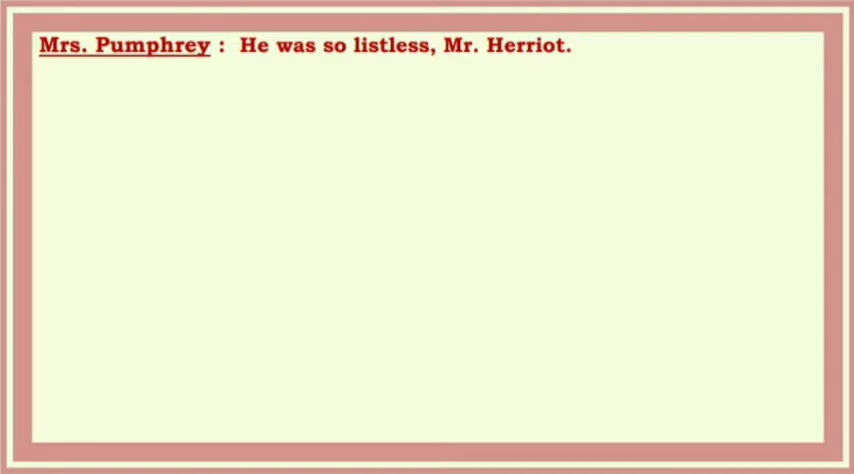 Mrs. Pumphrey : He was so listless, Mr. Herriot.